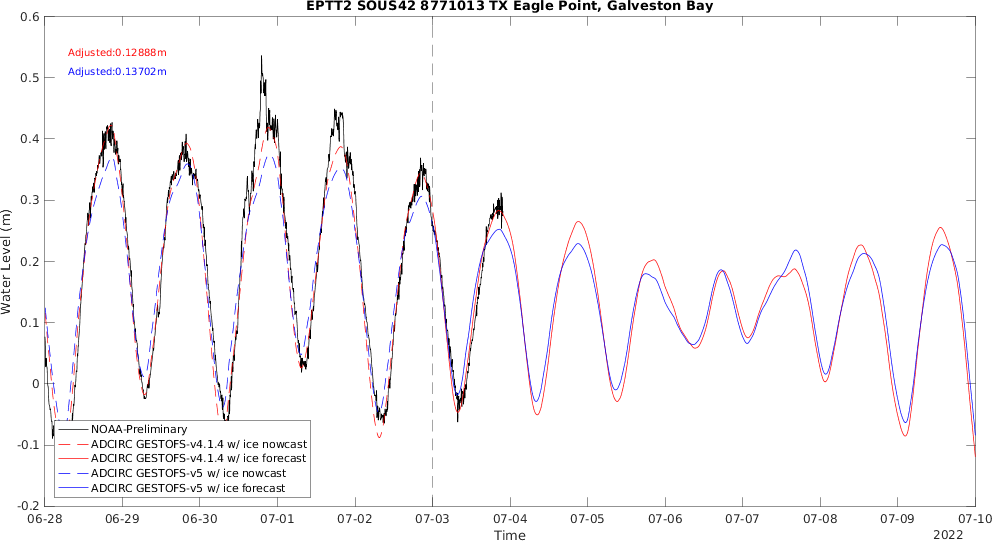 EPTT2 SOUS42 8771013 TX Eagle Point, Galveston Bay
Adjusted:0.12888m
Adjusted:0.13702m
Water Level (m)
0.6
0.5
0.4
0.3
0.2
0.1
0
-0.1
-0.2
NOAA-Preliminary
ADCIRC GESTOFS-v4.1.4 w/ ice nowcast
ADCIRC GESTOFS-v4.1.4 w/ ice forecast
ADCIRC GESTOFS-v5 w/ ice nowcast
ADCIRC GESTOFS-v5 w/ ice forecast
06-28 06-29 06-30 07-01 07-02 07-03 07-04 07-05 07-06 07-07 07-08 07-09 07-10
Time
2022